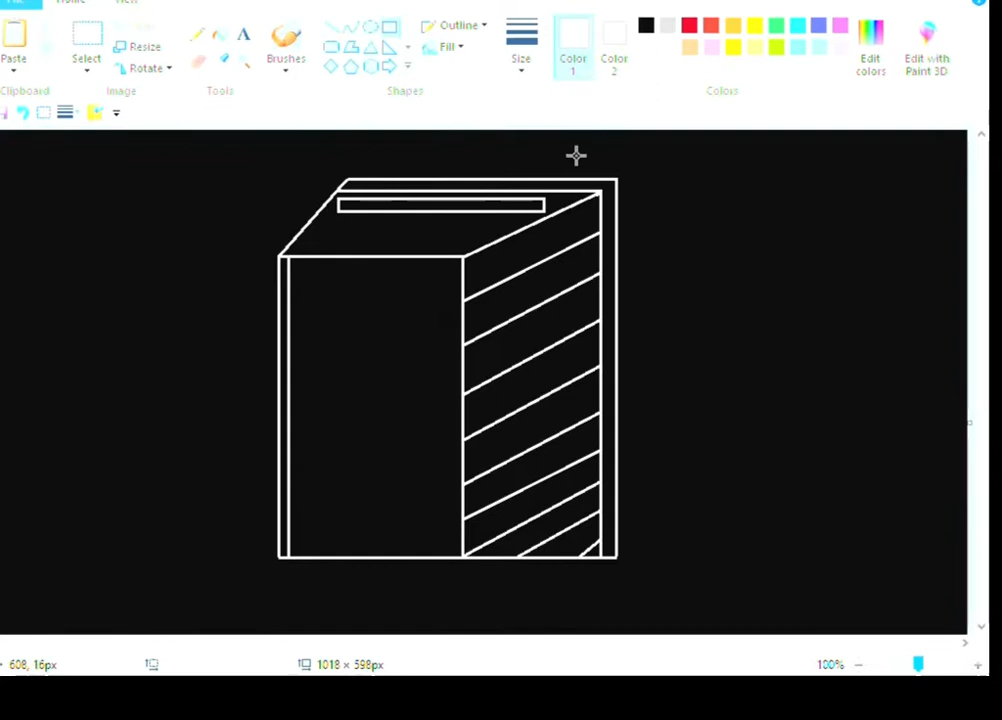 Resize
Rotate
Paste
Select
Brushes
Outline
Fill
Size
Color
1
Color
2
Edit
colors
Edit with
Paint 3D
Clipboard
Image
Tools
Shapes
Colors
608, 16px
1018 × 598px
100%